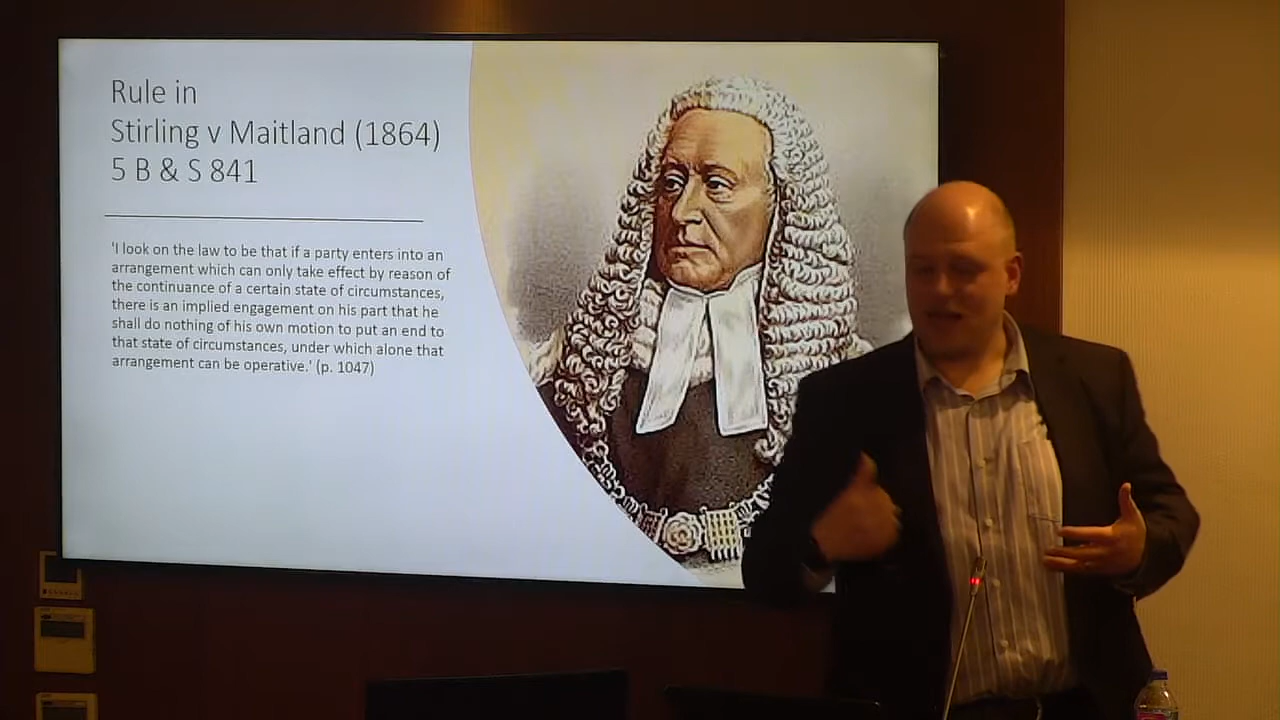 Rule in
Stirling v Maitland (1864)
5 B & S 841
'I look on the law to be that if a party enters into an
arrangement which can only take effect by reason of
the continuance of a certain state of circumstances,
there is an implied engagement on his part that he
shall do nothing of his own motion to put an end to
that state of circumstances, under which alone that
arrangement can be operative.' (p. 1047)